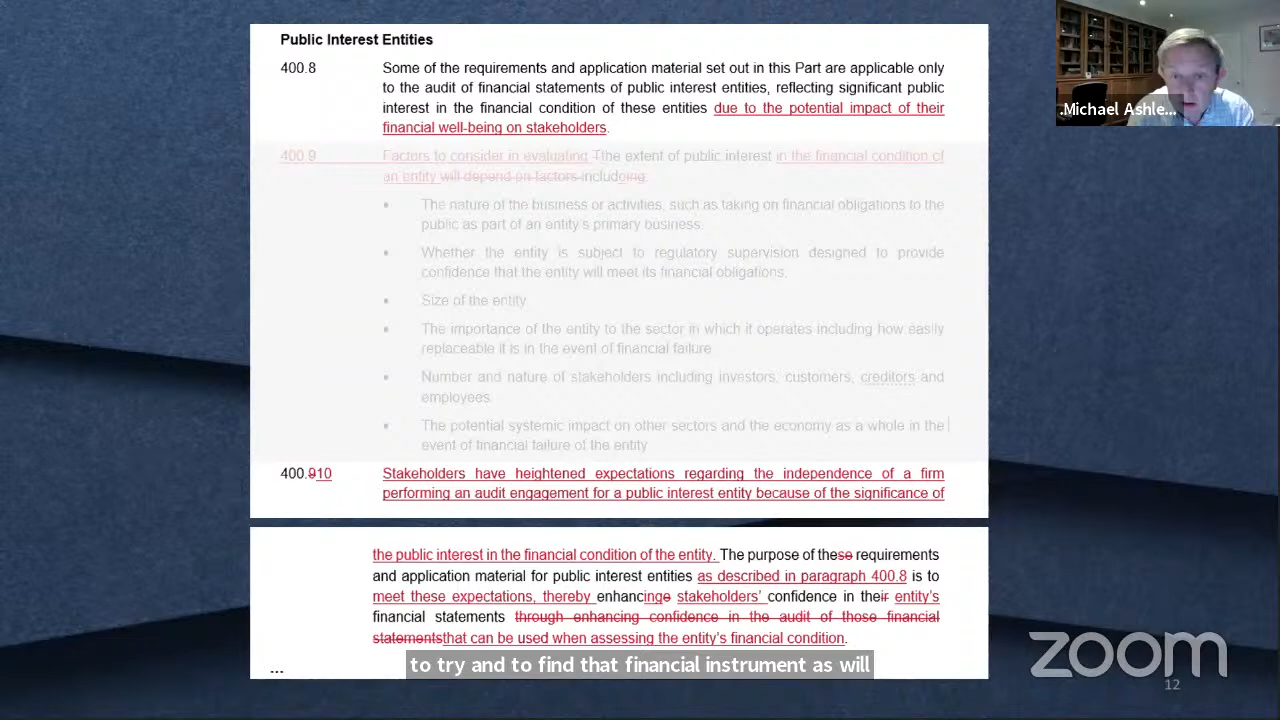 Public Interest Entities
.Michael Ashle...
400.8 Some of the requirements and application material set out in this Part are applicable only
to the audit of financial statements of public interest entities, reflecting significant public
interest in the financial condition of these entities due to the potential impact of their
financial well-being on stakeholders.
400.9 Factors to consider in evaluating Tthe extent of public interest in the financial condition of
an entity will depend on factors includeing:
• The nature of the business or activities, such as taking on financial obligations to the
public as part of an entity's primary business.
• Whether the entity is subject to regulatory supervision designed to provide
confidence that the entity will meet its financial obligations.
• Size of the entity
• The importance of the entity to the sector in which it operates including how easily
replaceable it is in the event of financial failure
• Number and nature of stakeholders including investors, customers, creditors and
employees.
• The potential systemic impact on other sectors and the economy as a whole in the
event of financial failure of the entity
400.910 Stakeholders have heightened expectations regarding the independence of a firm
performing an audit engagement for a public interest entity because of the significance of
the public interest in the financial condition of the entity. The purpose of these requirements
and application material for public interest entities as described in paragraph 400.8 is to
meet these expectations, thereby enhancinge stakeholders' confidence in their entity's
financial statements through enhancing confidence in the audit of those financial
statementsthat can be used when assessing the entity's financial condition.
...
to try and to find that financial instrument as will
zoom
12